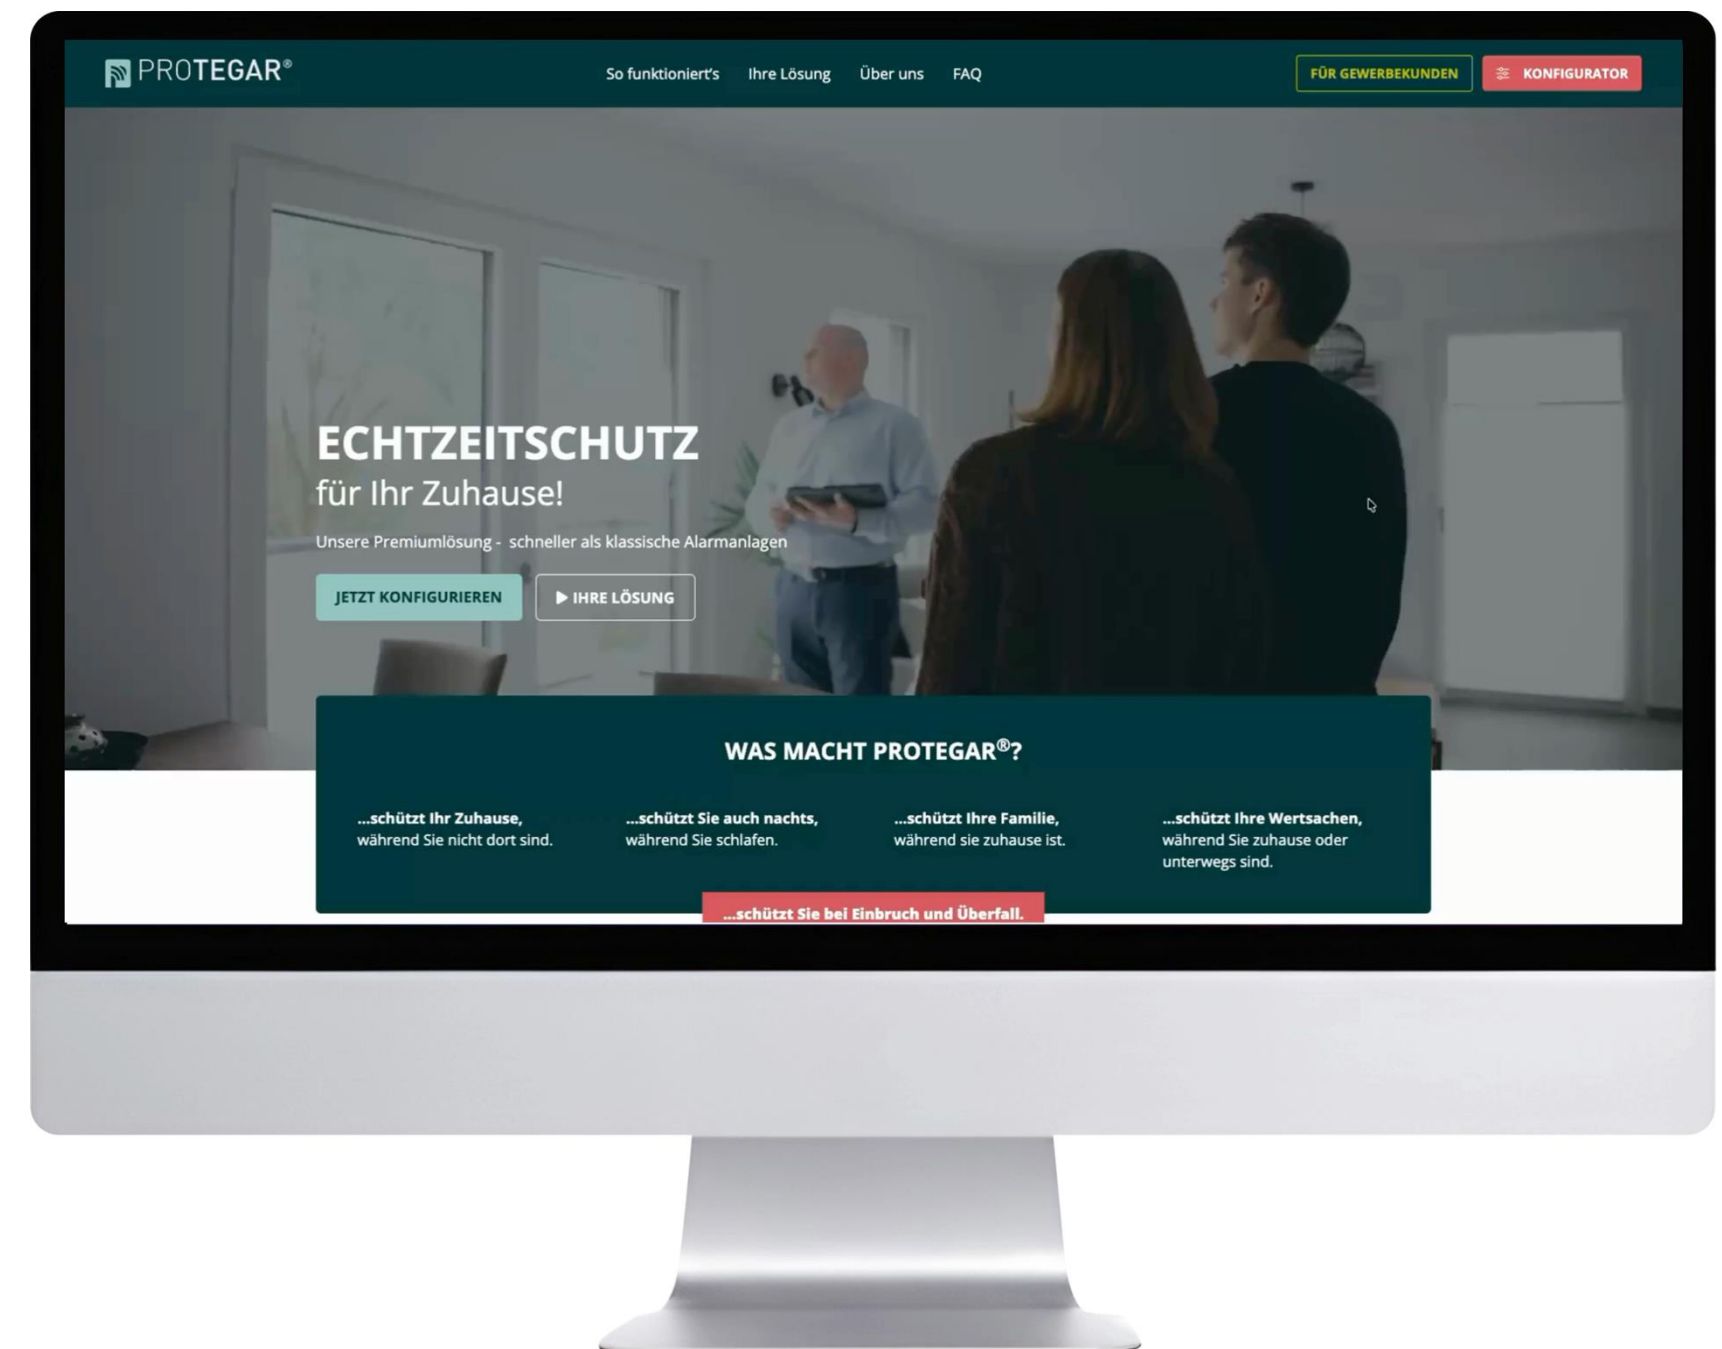 PROTEGAR®
So funktioniert's Ihre Lösung Über uns FAQ
FÜR GEWERBEKUNDEN KONFIGURATOR
ECHTZEITSCHUTZ
für Ihr Zuhause!
Unsere Premiumlösung - schneller als klassische Alarmanlagen
JETZT KONFIGURIEREN IHRE LÖSUNG
WAS MACHT PROTEGAR®?
...schützt Ihr Zuhause,
während Sie nicht dort sind.
...schützt Sie auch nachts,
während Sie schlafen.
...schützt Ihre Familie,
während sie zuhause ist.
...schützt Ihre Wertsachen,
während Sie zuhause oder
unterwegs sind.
...schützt Sie bei Einbruch und Überfall.